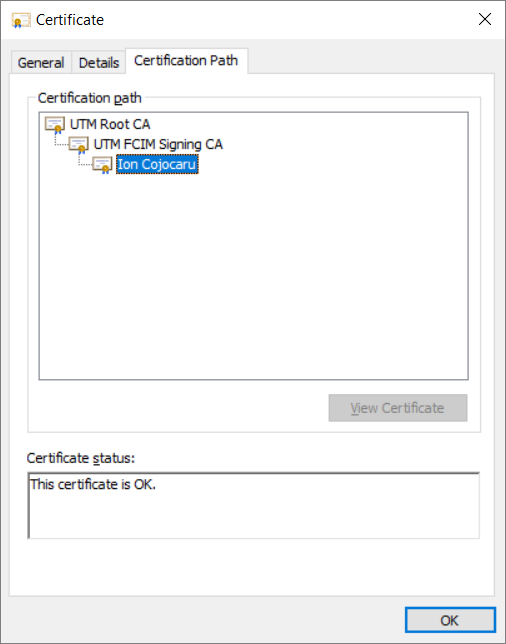 Certificate
General
Details
Certification Path
Certification path
UTM Root CA
UTM FCIM Signing CA
Ion Cojocaru
View Certificate
Certificate status:
This certificate is OK.
OK